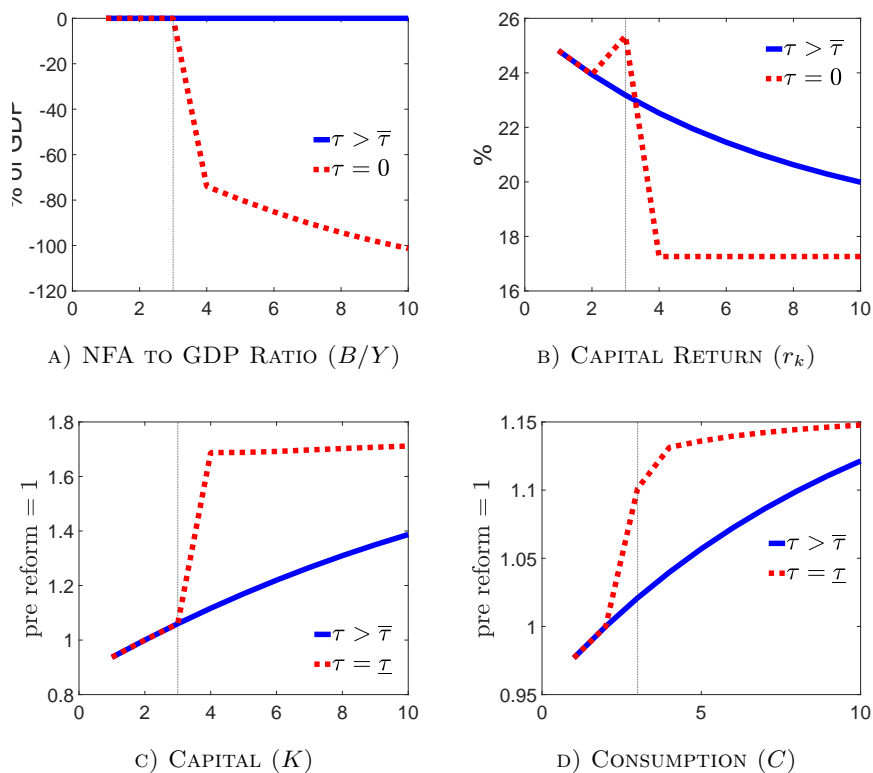 0
-20
-40
-60
-80
-100
-120
% of GDP
τ > τ̅
τ = 0
0 2 4 6 8 10
A) NFA TO GDP RATIO (B/Y)
26
24
22
20
18
16
%
τ > τ̅
τ = 0
0 2 4 6 8 10
B) CAPITAL RETURN (r_k)
1.8
1.6
1.4
1.2
1
0.8
pre reform = 1
τ > τ̅
τ = τ̲
0 2 4 6 8 10
C) CAPITAL (K)
1.15
1.1
1.05
1
0.95
pre reform = 1
τ > τ̅
τ = τ̲
0 5 10
D) CONSUMPTION (C)